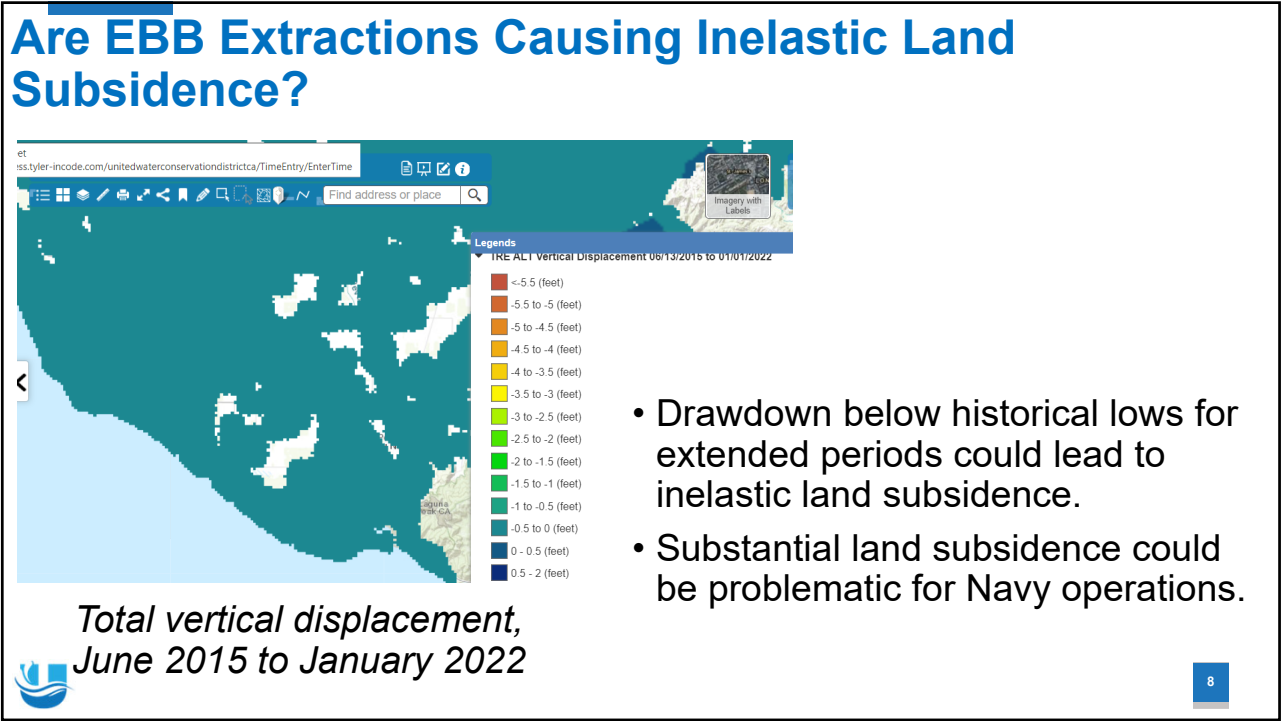 Are EBB Extractions Causing Inelastic Land
Subsidence?
et
ess.tyler-incode.com/unitedwaterconservationdistrictca/TimeEntry/EnterTime
Find address or place
Imagery with
Labels
Legends
TRE ALT Vertical Displacement 06/13/2015 to 01/01/2022
<-5.5 (feet)
-5.5 to -5 (feet)
-5 to -4.5 (feet)
-4.5 to -4 (feet)
-4 to -3.5 (feet)
-3.5 to -3 (feet)
-3 to -2.5 (feet)
-2.5 to -2 (feet)
-2 to -1.5 (feet)
-1.5 to -1 (feet)
-1 to -0.5 (feet)
-0.5 to 0 (feet)
0 - 0.5 (feet)
0.5 - 2 (feet)
• Drawdown below historical lows for
extended periods could lead to
inelastic land subsidence.
• Substantial land subsidence could
be problematic for Navy operations.
Total vertical displacement,
June 2015 to January 2022
8